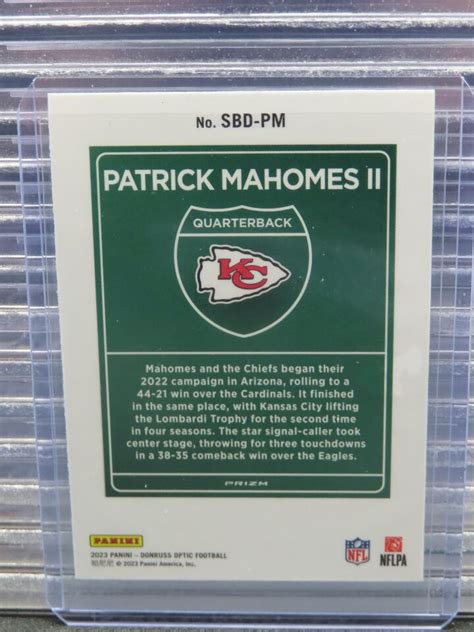 No. SBD-PM
PATRICK MAHOMES II
QUARTERBACK
KC
Mahomes and the Chiefs began their
2022 campaign in Arizona, rolling to a
44-21 win over the Cardinals. It finished
in the same place, with Kansas City lifting
the Lombardi Trophy for the second time
in four seasons. The star signal-caller took
center stage, throwing for three touchdowns
in a 38-35 comeback win over the Eagles.
PRIZM
PANINI
2023 PANINI – DONRUSS OPTIC FOOTBALL
© 2023 Panini America, Inc.
NFL
NFLPA